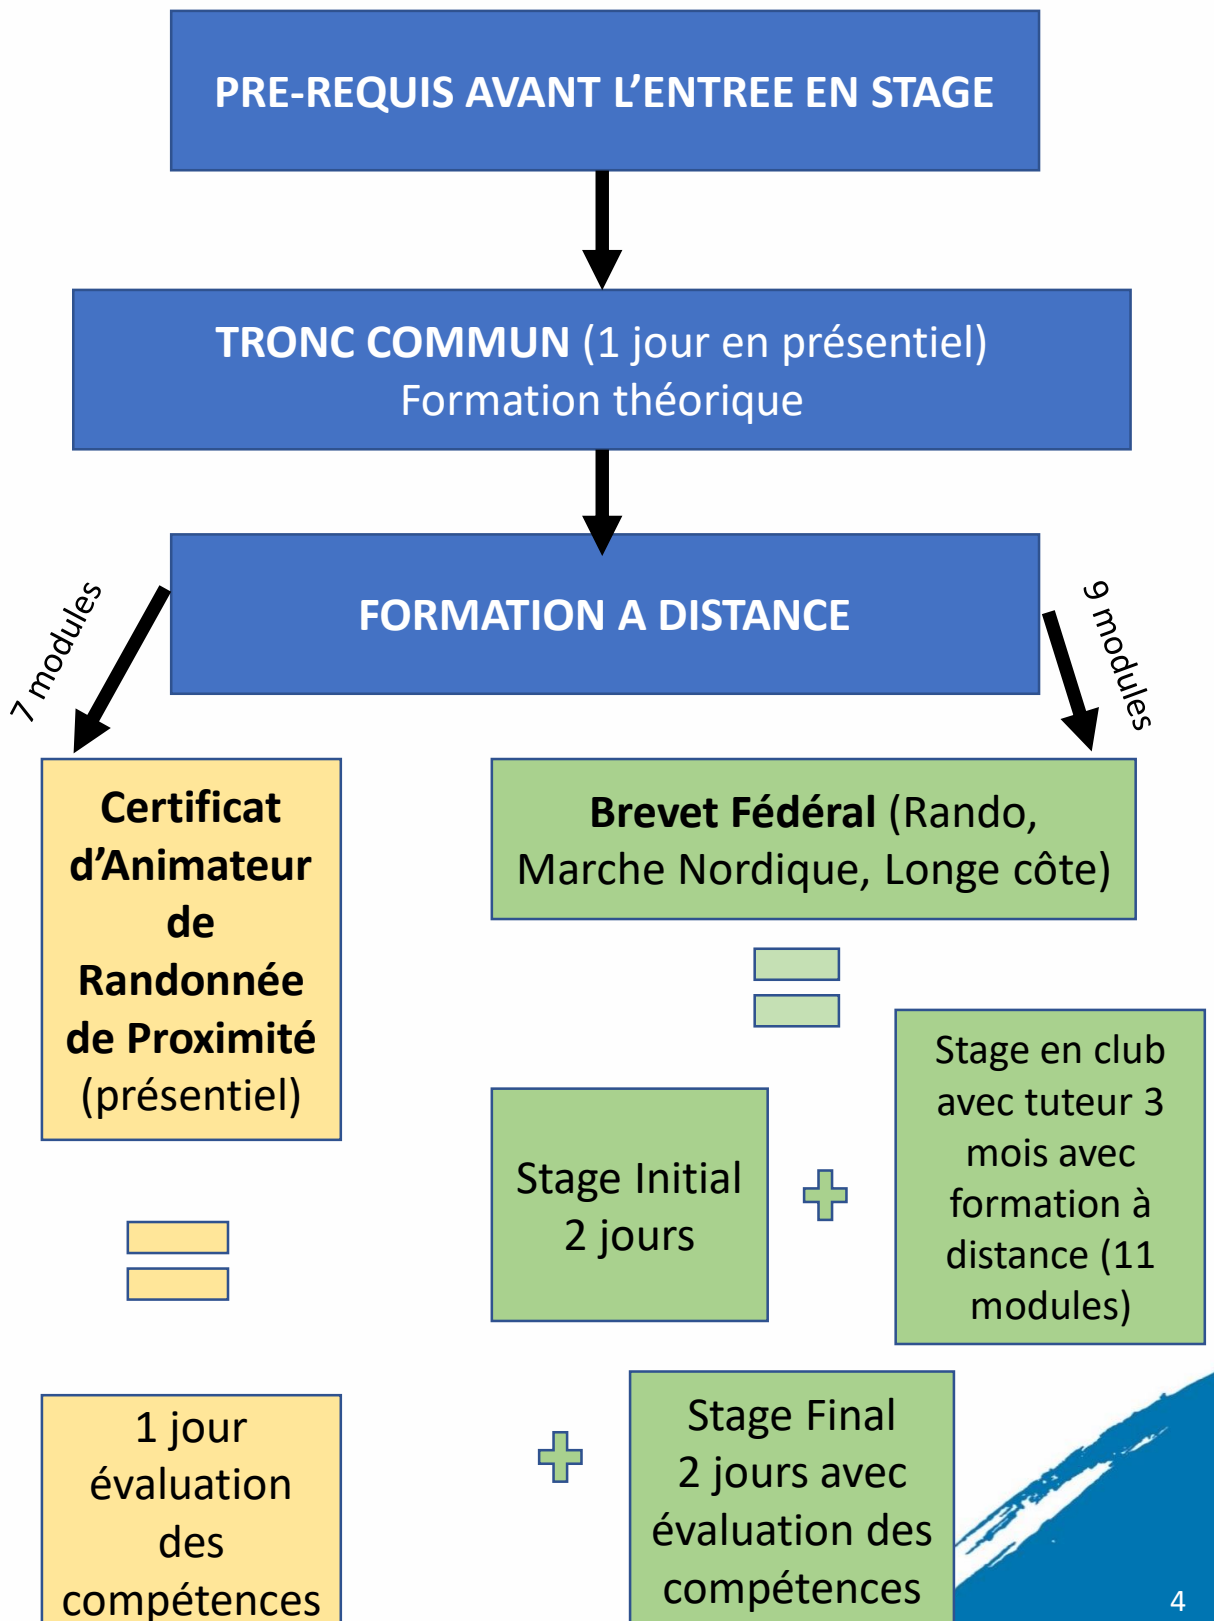 PRE-REQUIS AVANT L’ENTREE EN STAGE
TRONC COMMUN (1 jour en présentiel)
Formation théorique
FORMATION A DISTANCE
7 modules
9 modules
Certificat
d’Animateur
de
Randonnée
de Proximité
(présentiel)
Brevet Fédéral (Rando,
Marche Nordique, Longe côte)
Stage Initial
2 jours
Stage en club
avec tuteur 3
mois avec
formation à
distance (11
modules)
1 jour
évaluation
des
compétences
Stage Final
2 jours avec
évaluation des
compétences
4